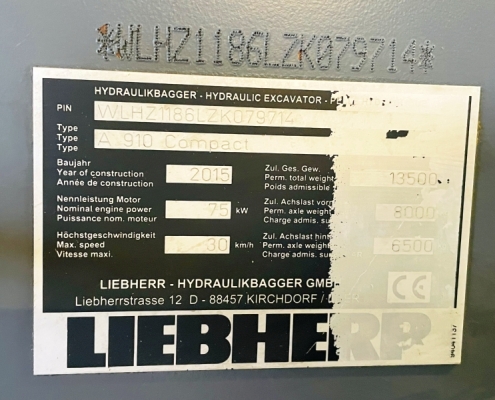 *WLHZ1186LZK079714*
HYDRAULIKBAGGER - HYDRAULIC EXCAVATOR -
PIN WLHZ1186LZK079714
Type
Type A 910 Compact
Type
Baujahr
Year of construction 2015
Année de construction
Nennleistung Motor
Nominal engine power 75 kW
Puissance nom. moteur
Höchstgeschwindigkeit
Max. speed 30 km/h
Vitesse maxi.
Zul. Ges. Gew.
Perm. total weight 13500
Poids admissible
Zul. Achslast vorn
Perm. axle weight 8000
Charge admis.
Zul. Achslast
Perm. axle weight 6500
Charge admis.
LIEBHERR - HYDRAULIKBAGGER GMB
Liebherrstrasse 12 D - 88457 KIRCHDORF /
CE
LIEBHERR